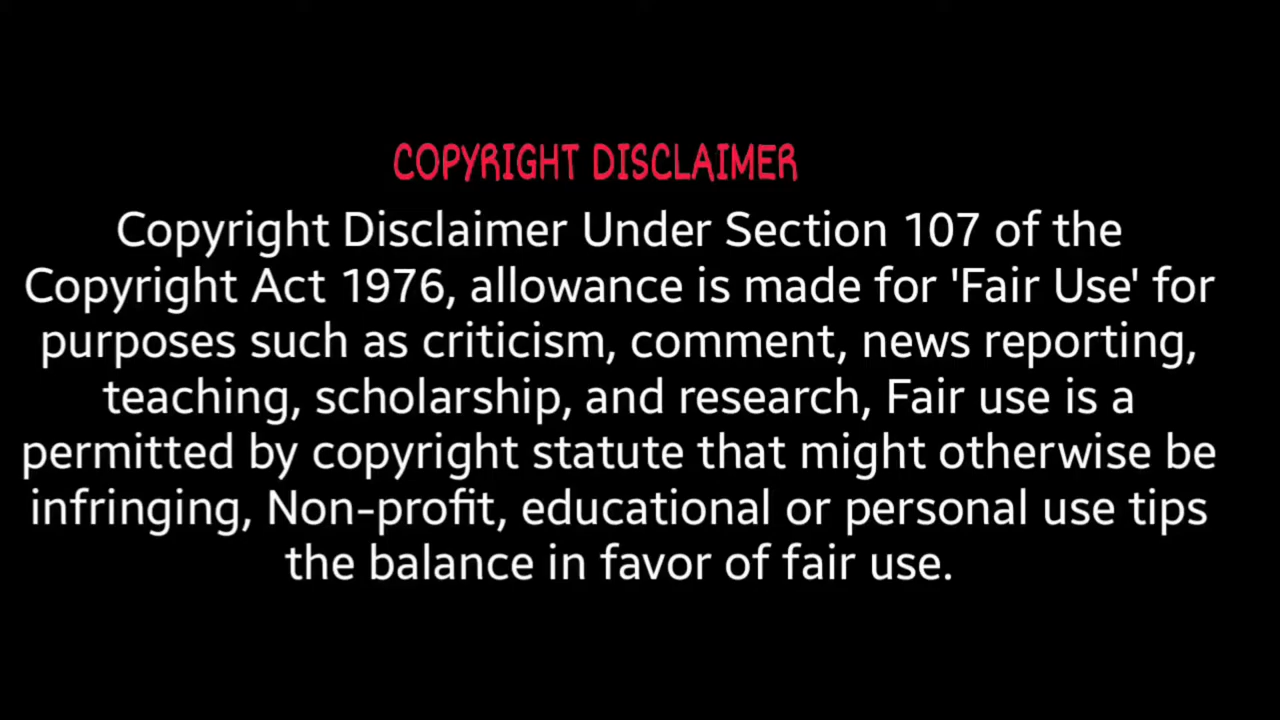 COPYRIGHT DISCLAIMER
Copyright Disclaimer Under Section 107 of the
Copyright Act 1976, allowance is made for 'Fair Use' for
purposes such as criticism, comment, news reporting,
teaching, scholarship, and research, Fair use is a
permitted by copyright statute that might otherwise be
infringing, Non-profit, educational or personal use tips
the balance in favor of fair use.